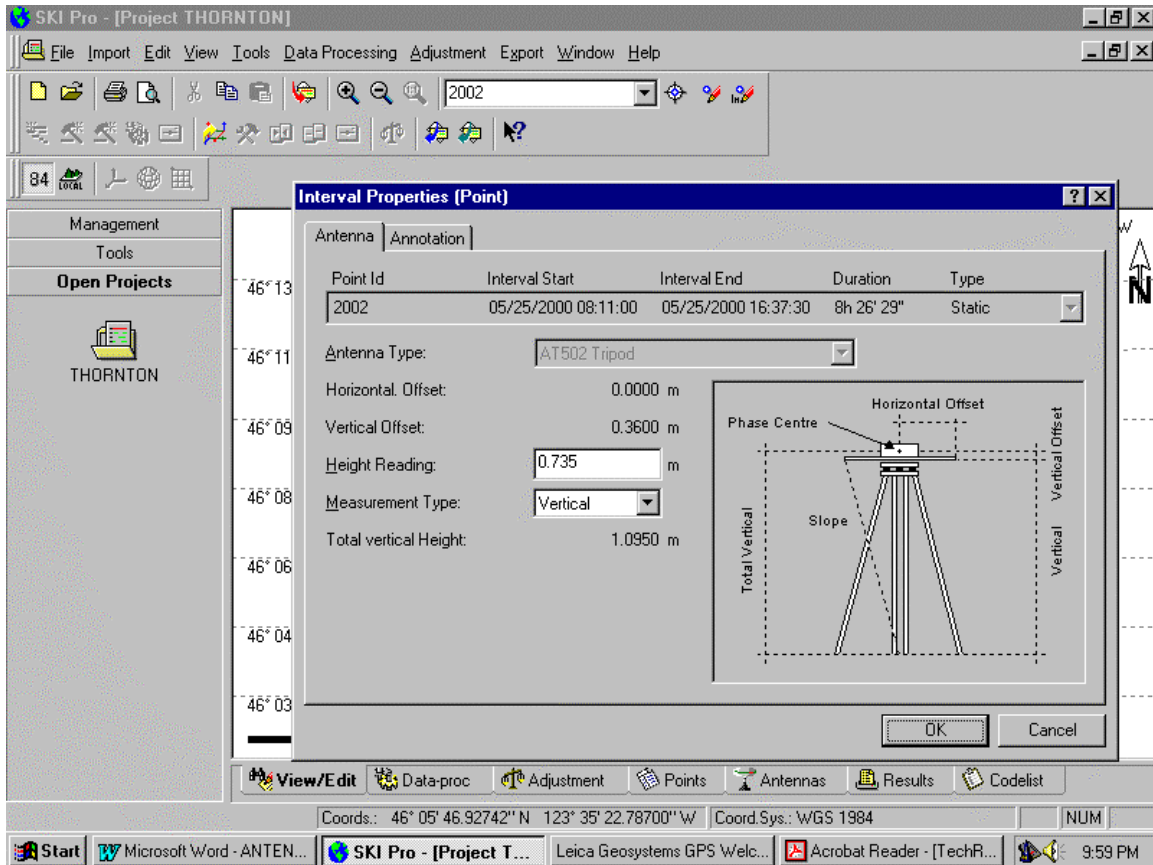 SKI Pro - [Project THORNTON]
File Import Edit View Tools Data Processing Adjustment Export Window Help
2002
84 LOCAL
Management
Tools
Open Projects
THORNTON
46° 13
46° 11
46° 09
46° 08
46° 06
46° 04
46° 03
W
N
Interval Properties (Point)
Antenna Annotation
Point Id Interval Start Interval End Duration Type
2002 05/25/2000 08:11:00 05/25/2000 16:37:30 8h 26' 29" Static
Antenna Type: AT502 Tripod
Horizontal. Offset: 0.0000 m
Vertical Offset: 0.3600 m
Height Reading: 0.735 m
Measurement Type: Vertical
Total vertical Height: 1.0950 m
Horizontal Offset
Phase Centre
Vertical Offset
Slope
Total Vertical
Vertical
OK Cancel
View/Edit Data-proc Adjustment Points Antennas Results Codelist
Coords.: 46° 05' 46.92742" N 123° 35' 22.78700" W Coord.Sys.: WGS 1984 NUM
Start Microsoft Word - ANTEN... SKI Pro - [Project T... Leica Geosystems GPS Welc... Acrobat Reader - [TechR... 9:59 PM